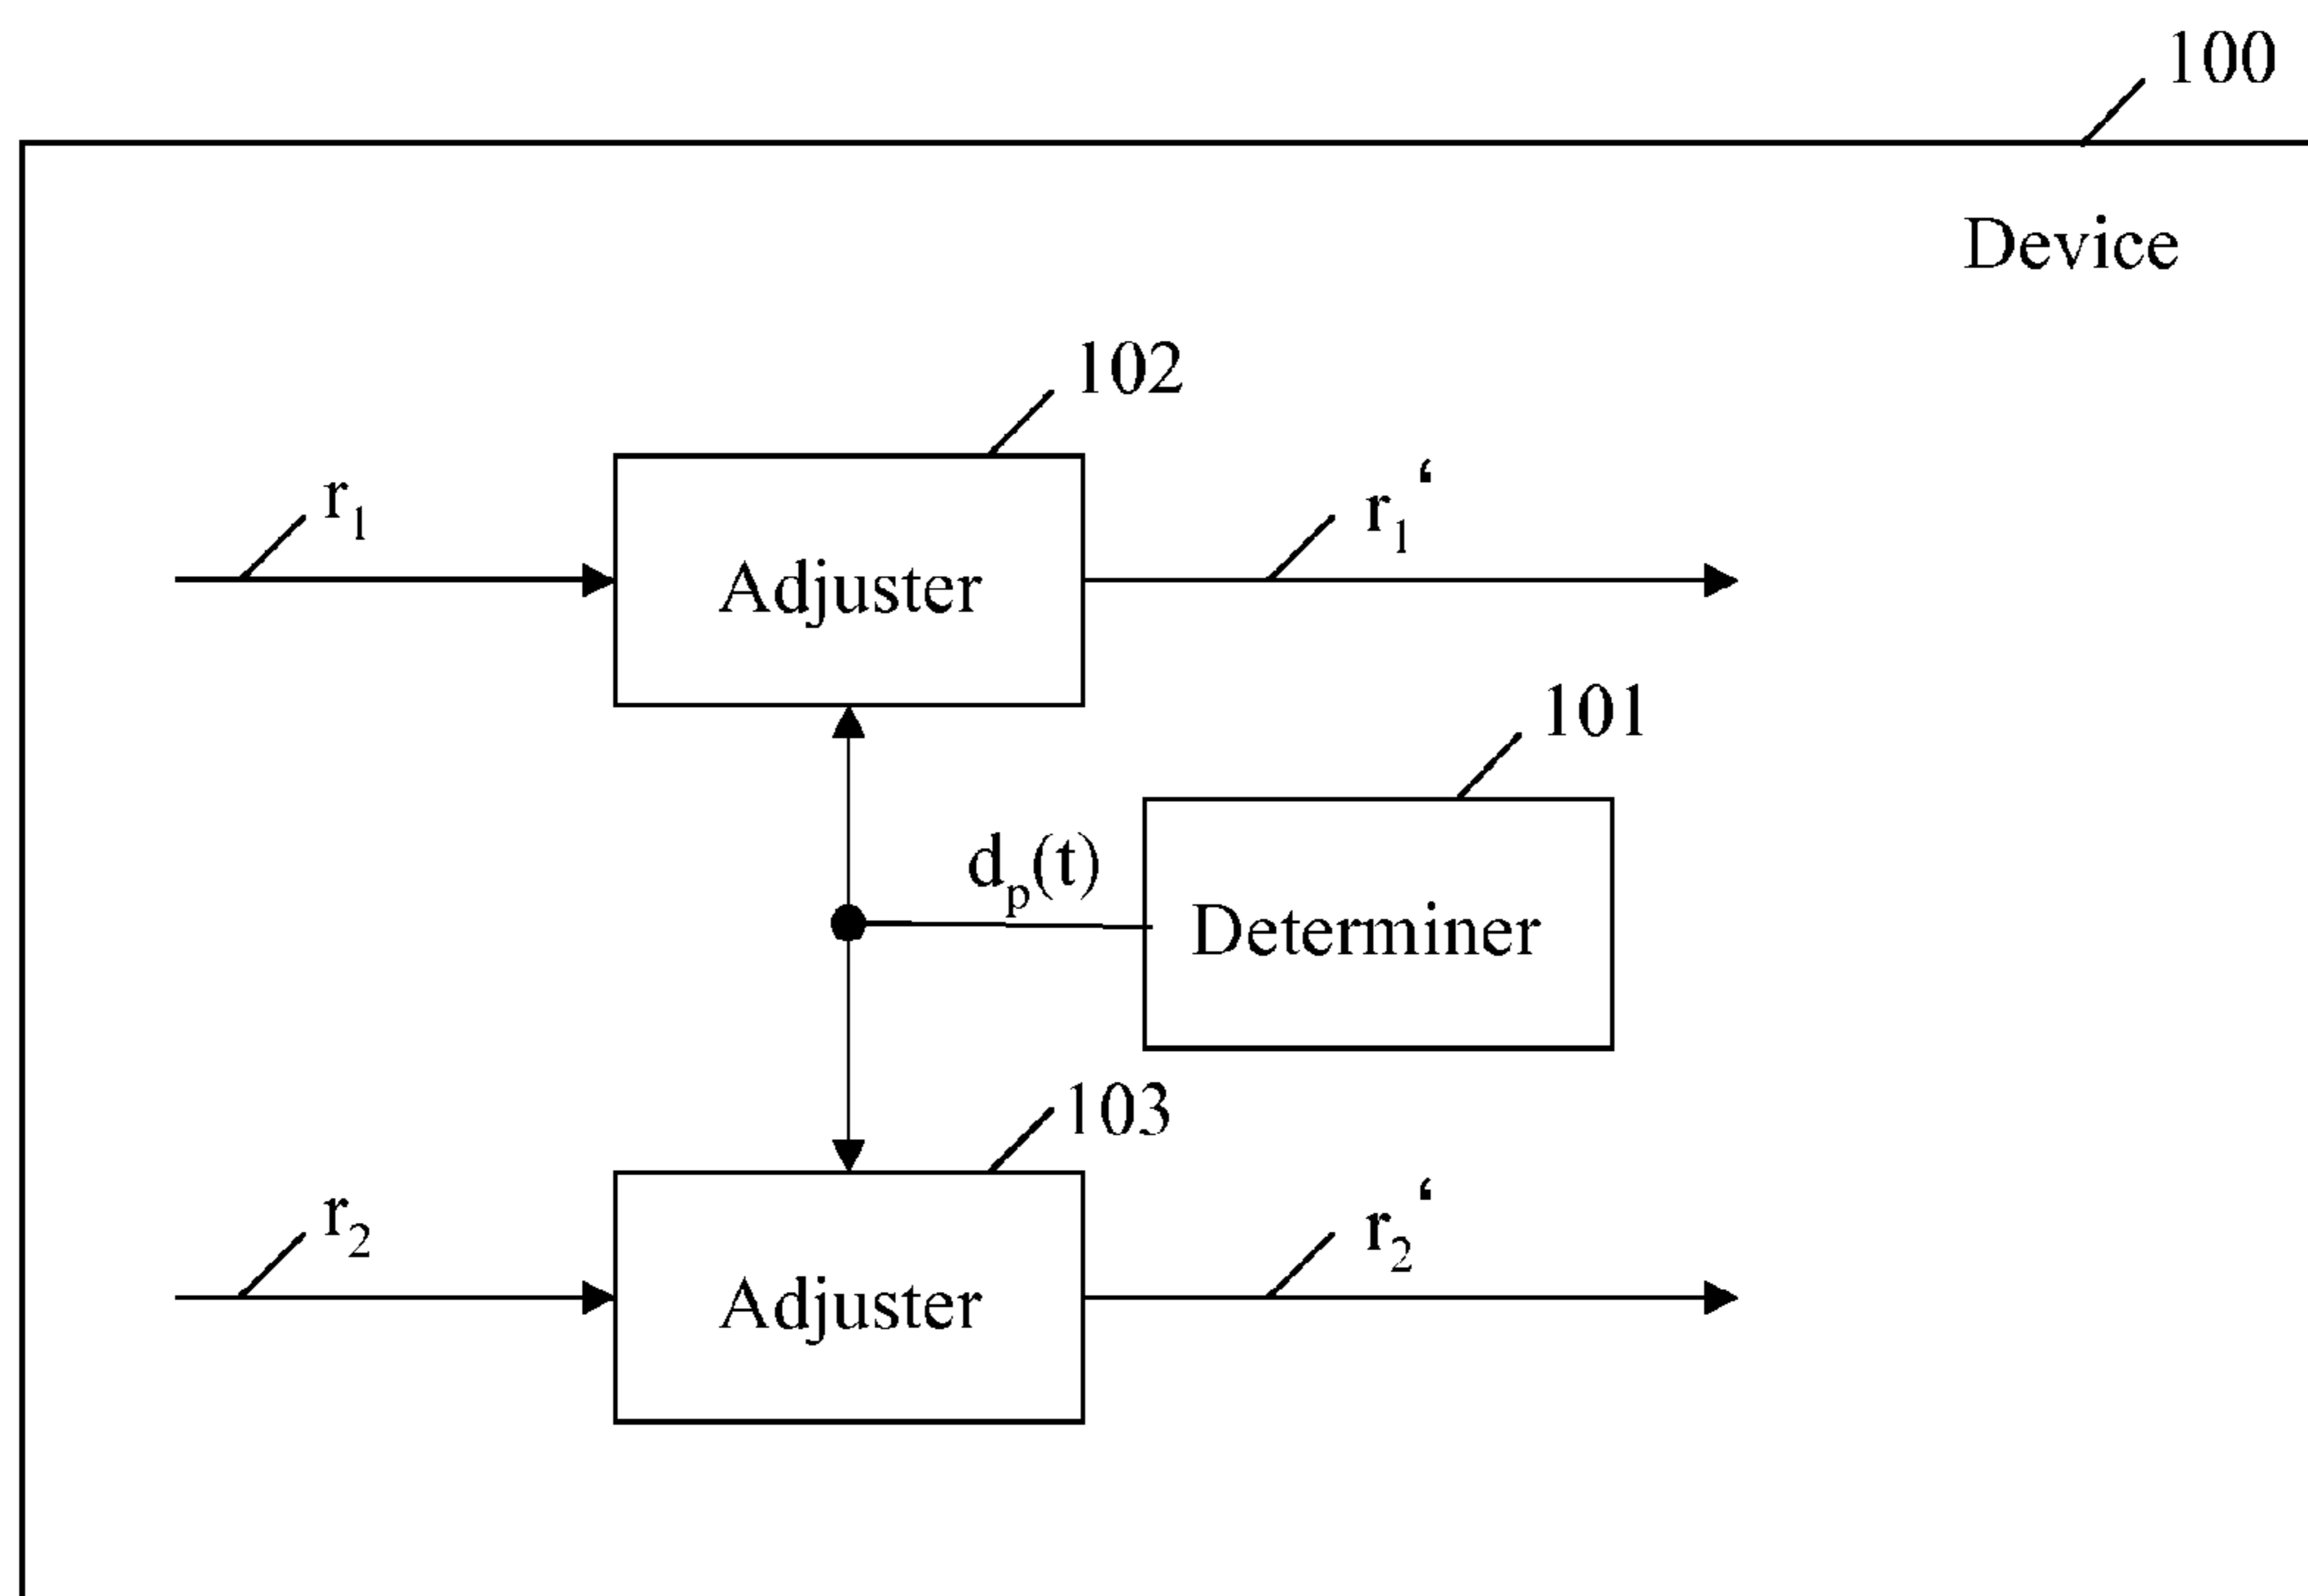 100
Device
102
r₁
r₁‘
Adjuster
101
dₚ(t)
Determiner
103
r₂
r₂‘
Adjuster